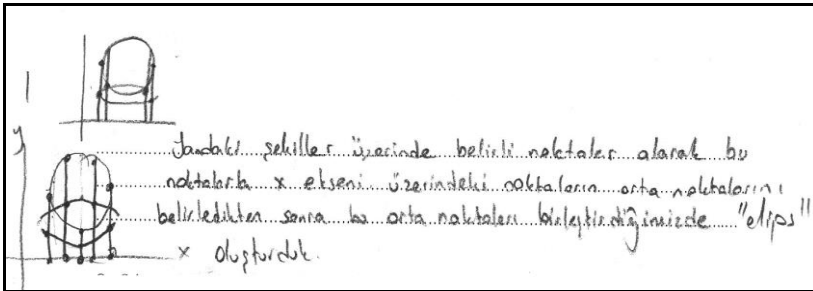 y
Yandaki şekiller üzerinde belirli noktalar alarak bu
noktalarla x ekseni üzerindeki noktaların orta noktalarını
belirledikten sonra bu orta noktaları birleştirdiğimizde "elips"
x oluşturduk.